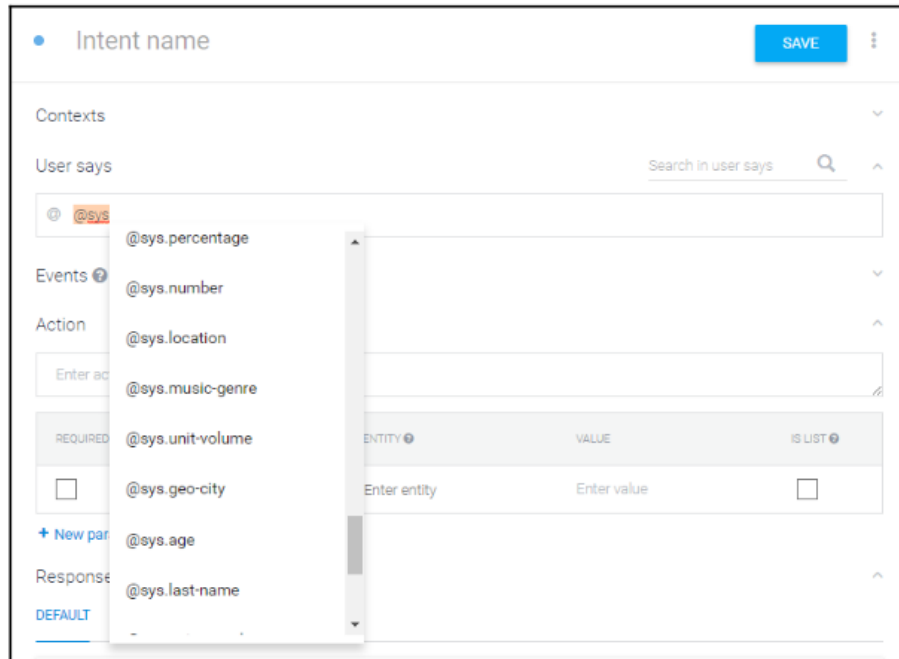 Intent name
SAVE
Contexts
User says
Search in user says
@ @sys.
@sys.percentage
Events
@sys.number
Action
@sys.location
Enter ac
@sys.music-genre
REQUIRED
@sys.unit-volume
ENTITY
VALUE
IS LIST
@sys.geo-city
Enter entity
Enter value
+ New par
@sys.age
Response
@sys.last-name
DEFAULT